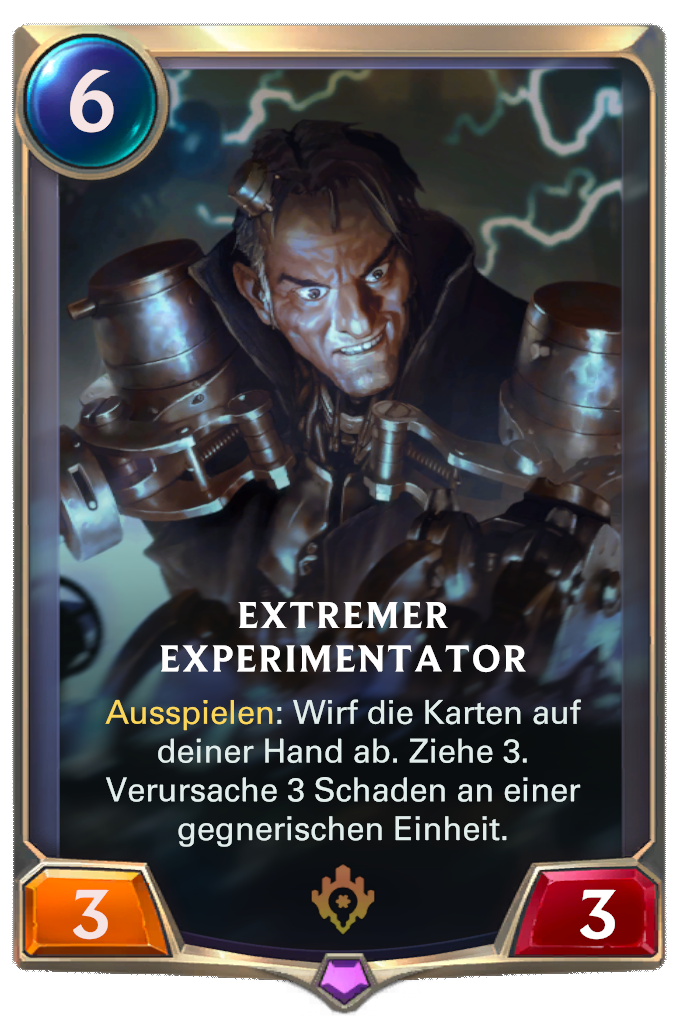 6
EXTREMER
EXPERIMENTATOR
Ausspielen: Wirf die Karten auf
deiner Hand ab. Ziehe 3.
Verursache 3 Schaden an einer
gegnerischen Einheit.
3
3